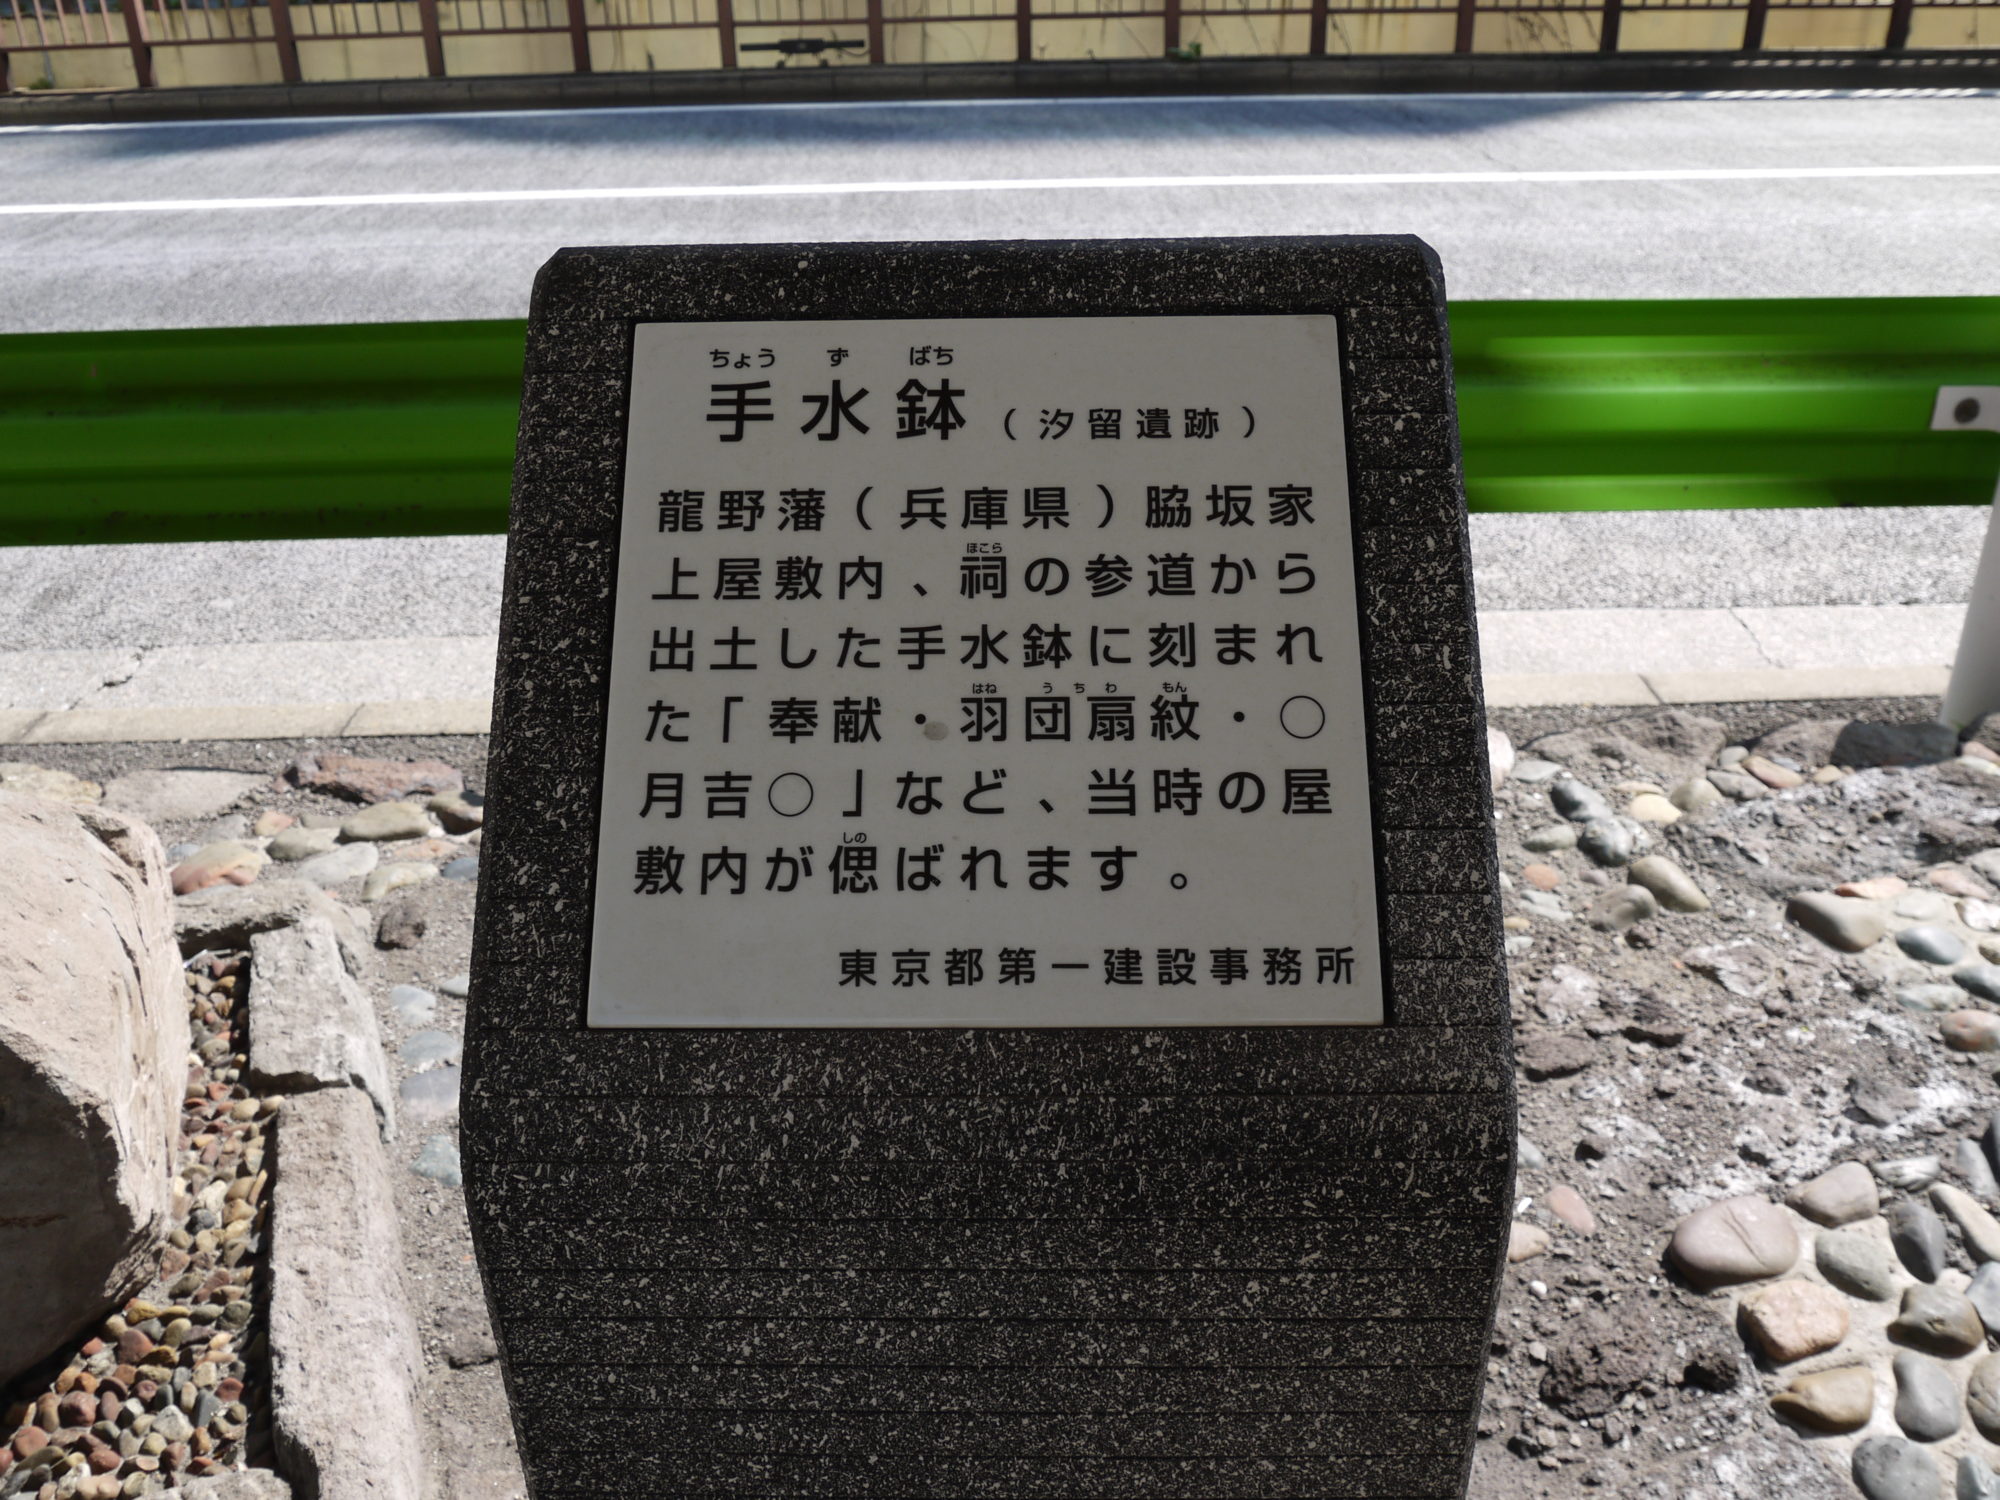 ちょう ず ばち
手水鉢（汐留遺跡）
龍野藩（兵庫県）脇坂家
ほこら
上屋敷内、祠の参道から
出土した手水鉢に刻まれ
はね うちわ もん
た「奉献・羽団扇紋・○
月吉○」など、当時の屋
しの
敷内が偲ばれます。
東京都第一建設事務所